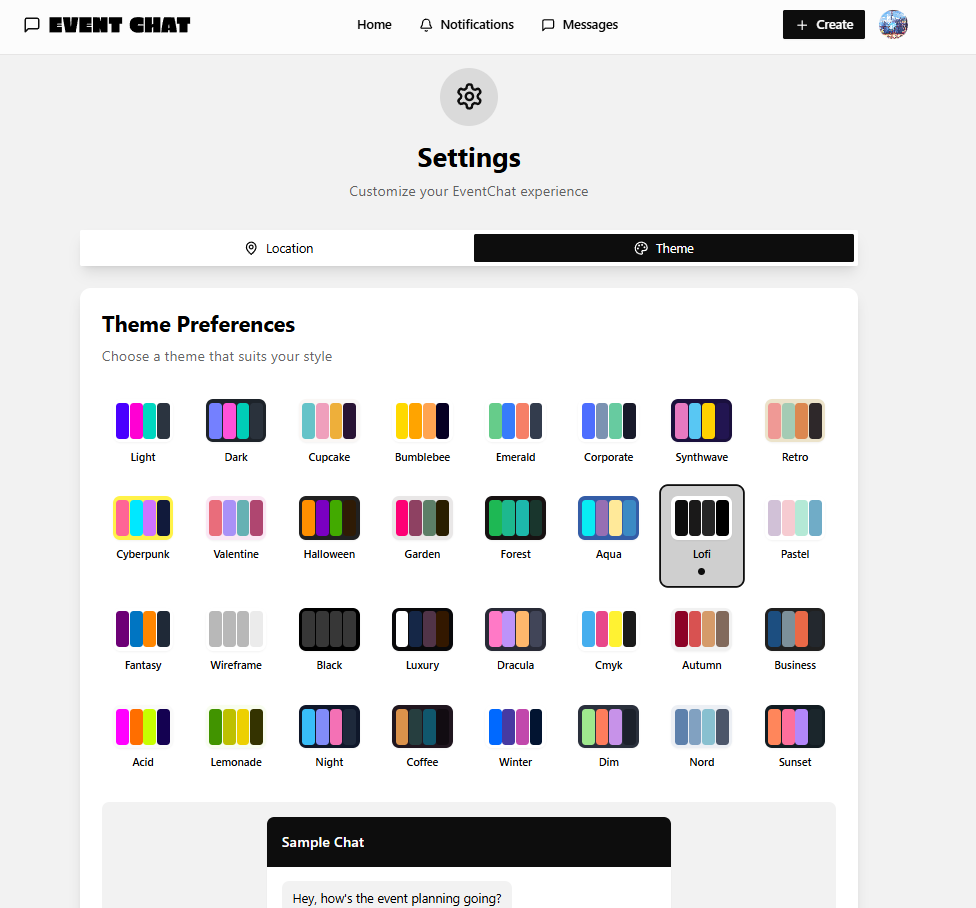 EVENT CHAT Home Notifications Messages + Create
Settings
Customize your EventChat experience
Location Theme
Theme Preferences
Choose a theme that suits your style
Light Dark Cupcake Bumblebee Emerald Corporate Synthwave Retro
Cyberpunk Valentine Halloween Garden Forest Aqua Lofi Pastel
Fantasy Wireframe Black Luxury Dracula Cmyk Autumn Business
Acid Lemonade Night Coffee Winter Dim Nord Sunset
Sample Chat
Hey, how's the event planning going?